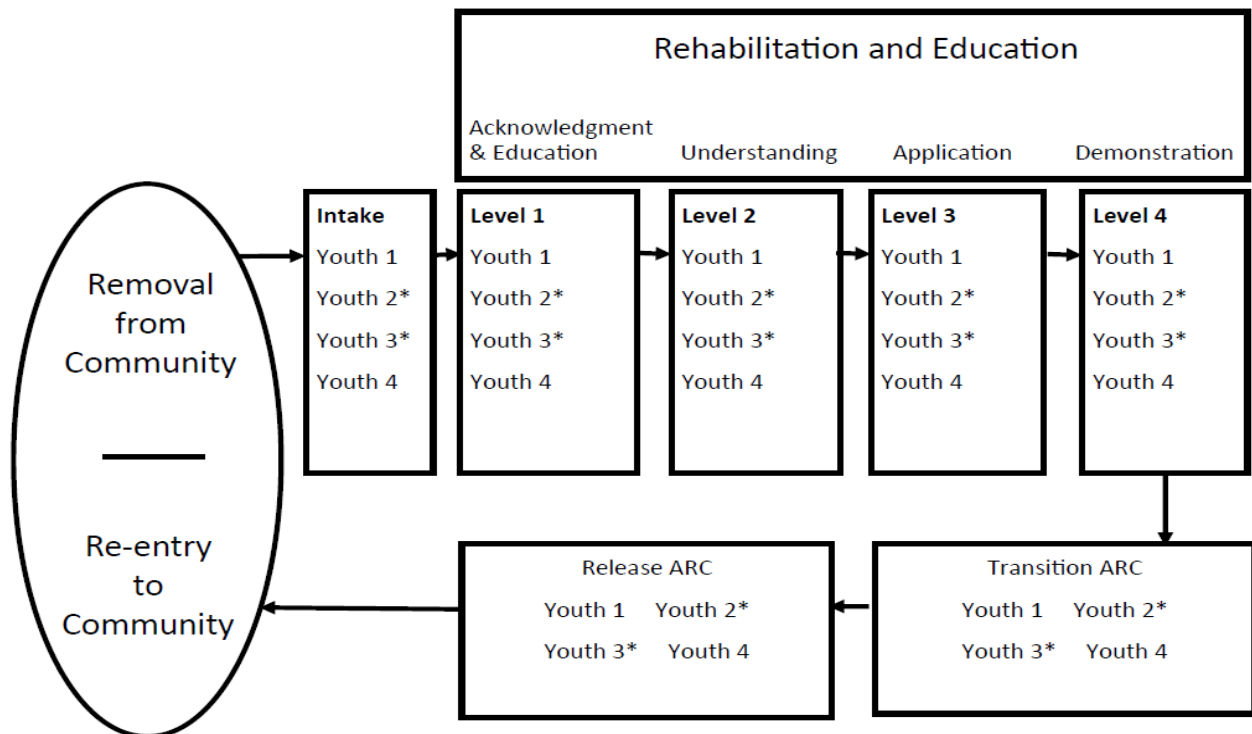 Rehabilitation and Education
Acknowledgment
& Education
Understanding
Application
Demonstration
Removal
from
Community
Re-entry
to
Community
Intake
Youth 1
Youth 2*
Youth 3*
Youth 4
Level 1
Youth 1
Youth 2*
Youth 3*
Youth 4
Level 2
Youth 1
Youth 2*
Youth 3*
Youth 4
Level 3
Youth 1
Youth 2*
Youth 3*
Youth 4
Level 4
Youth 1
Youth 2*
Youth 3*
Youth 4
Transition ARC
Youth 1 Youth 2*
Youth 3* Youth 4
Release ARC
Youth 1 Youth 2*
Youth 3* Youth 4